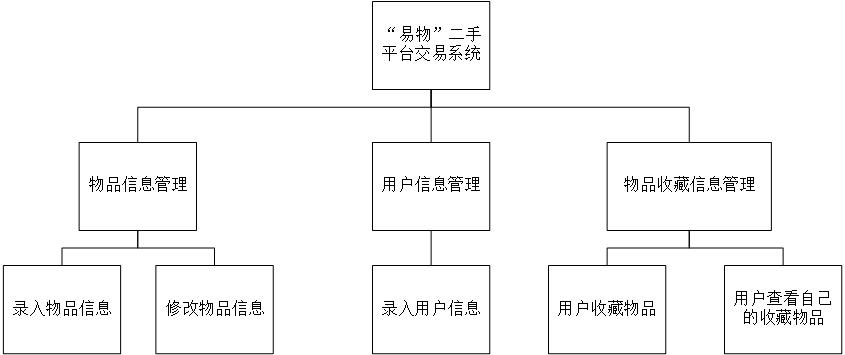 “易物”二手
平台交易系统
物品信息管理
用户信息管理
物品收藏信息管理
录入物品信息
修改物品信息
录入用户信息
用户收藏物品
用户查看自己
的收藏物品